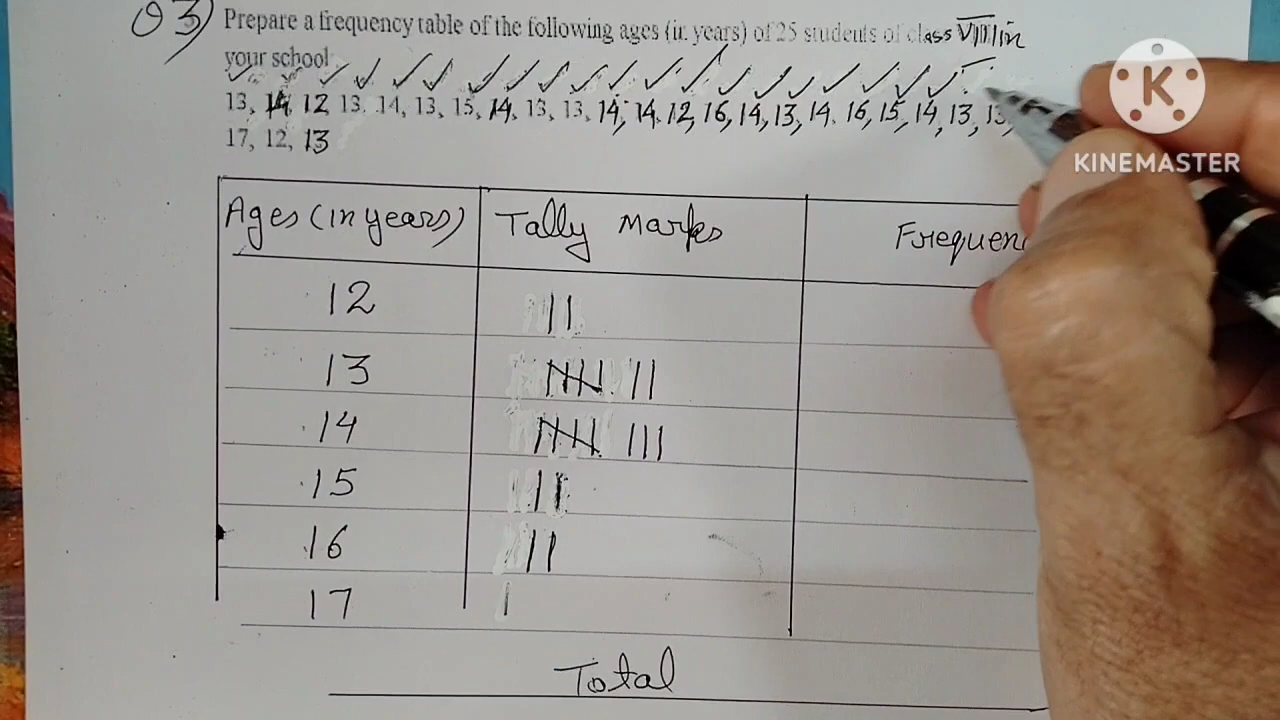 Q 3)
Prepare a frequency table of the following ages (in years) of 25 students of class VIII in
your school
13, 14, 12 13. 14, 13, 15, 14, 13, 13, 14, 14. 12, 16, 14, 13, 14. 16, 15, 14, 13, 13,
17, 12, 13
K
KINEMASTER
Ages (in years) Tally Marks
12 ||
13 |||| ||
14 |||| |||
15 ||
16 ||
17 |
Total